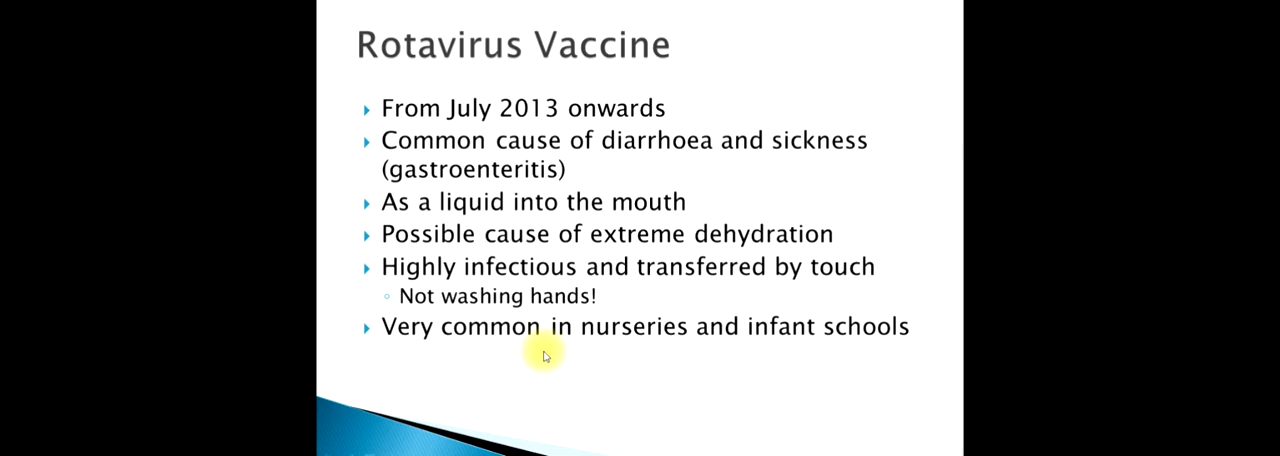 Rotavirus Vaccine
From July 2013 onwards
Common cause of diarrhoea and sickness
(gastroenteritis)
As a liquid into the mouth
Possible cause of extreme dehydration
Highly infectious and transferred by touch
Not washing hands!
Very common in nurseries and infant schools